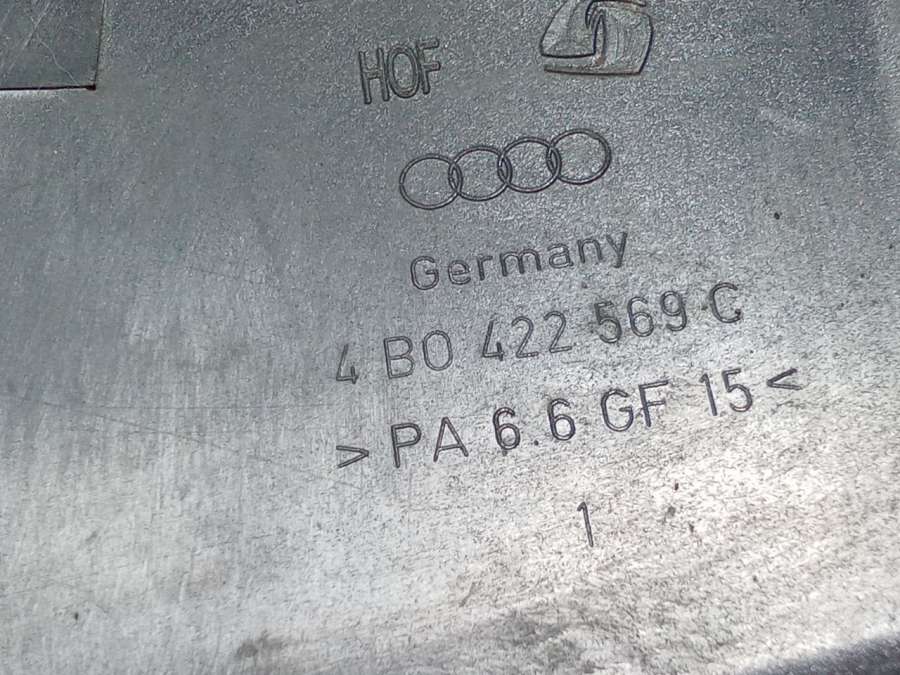 HOF
Germany
4 B0 422 569 C
>PA 6.6 GF 15<
1